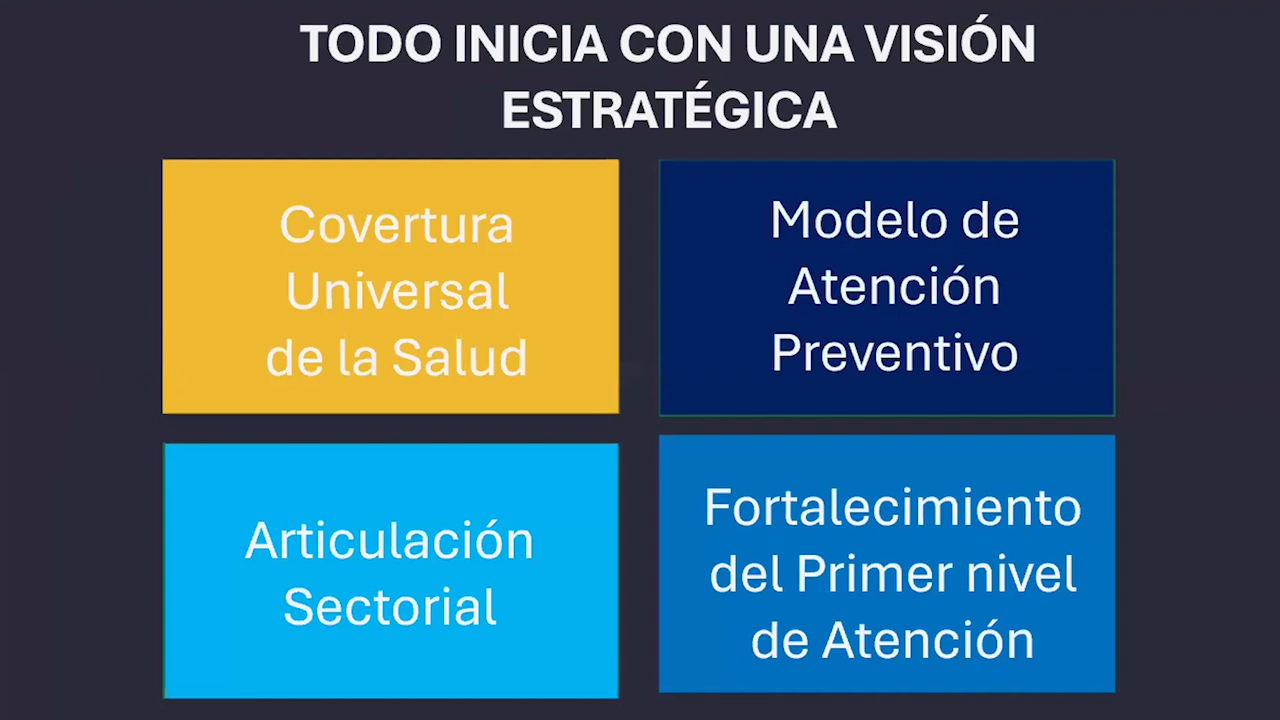 TODO INICIA CON UNA VISIÓN
ESTRATÉGICA
Covertura
Universal
de la Salud
Modelo de
Atención
Preventivo
Articulación
Sectorial
Fortalecimiento
del Primer nivel
de Atención